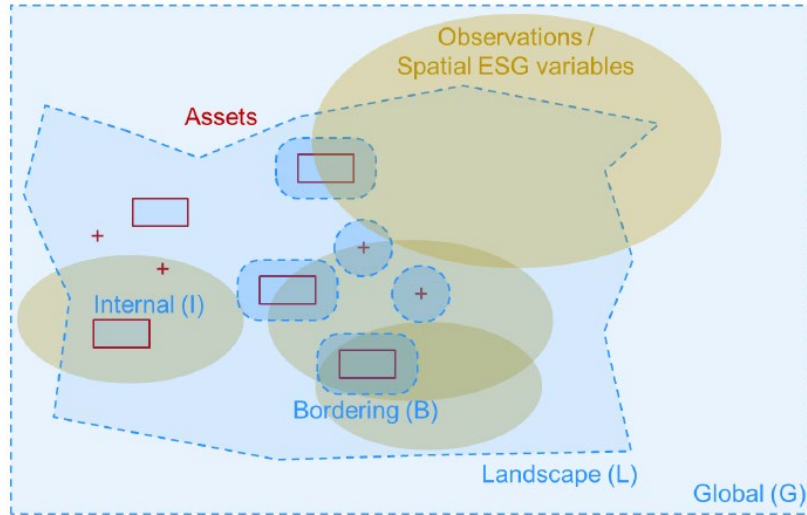 Observations /
Spatial ESG variables
Assets
Internal (I)
Bordering (B)
Landscape (L)
Global (G)